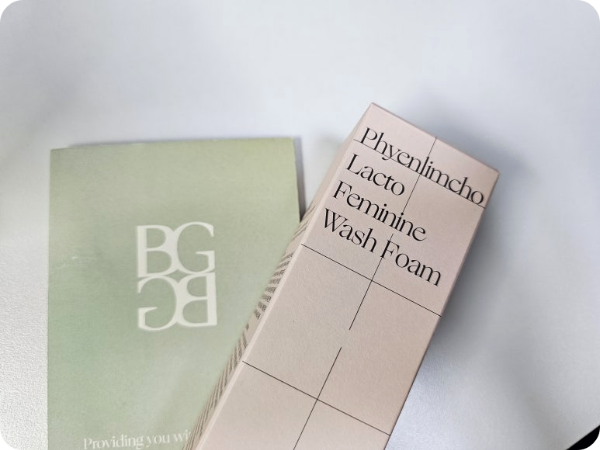 BG
BG
Providing you wi
Phyenlimcho
Lacto
Feminine
Wash Foam